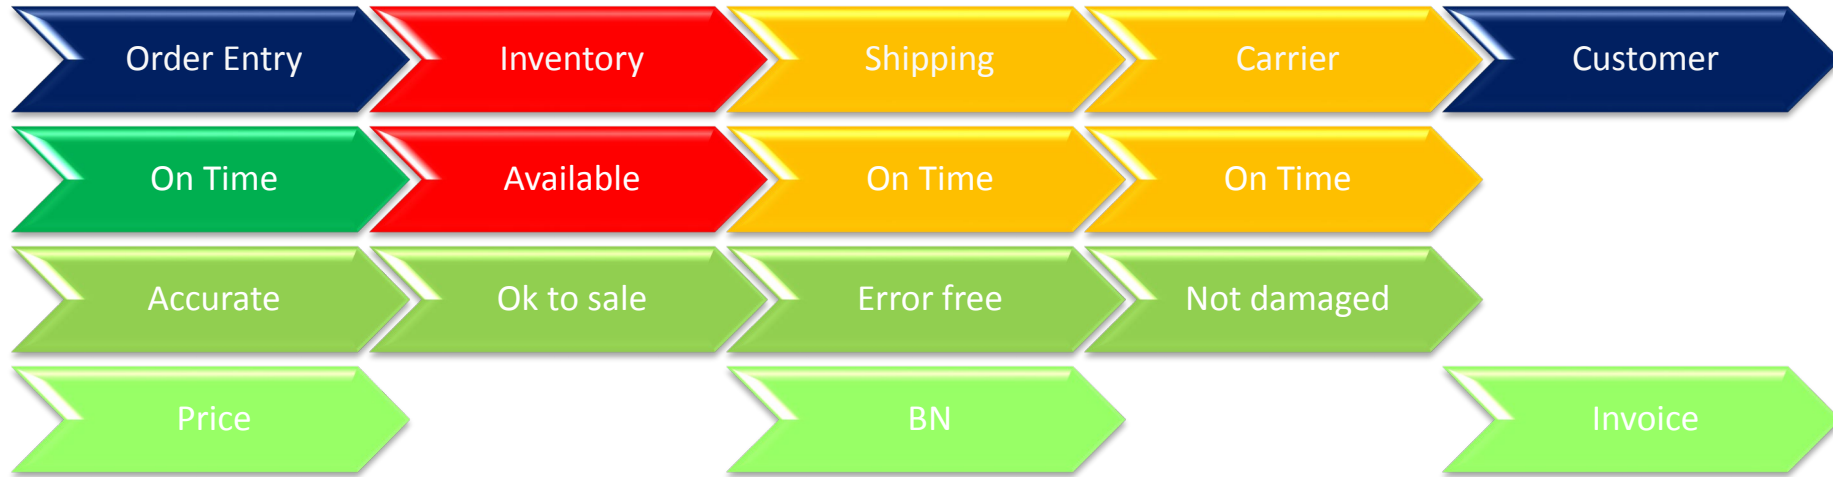 Order Entry
Inventory
Shipping
Carrier
Customer
On Time
Available
On Time
On Time
Accurate
Ok to sale
Error free
Not damaged
Price
BN
Invoice